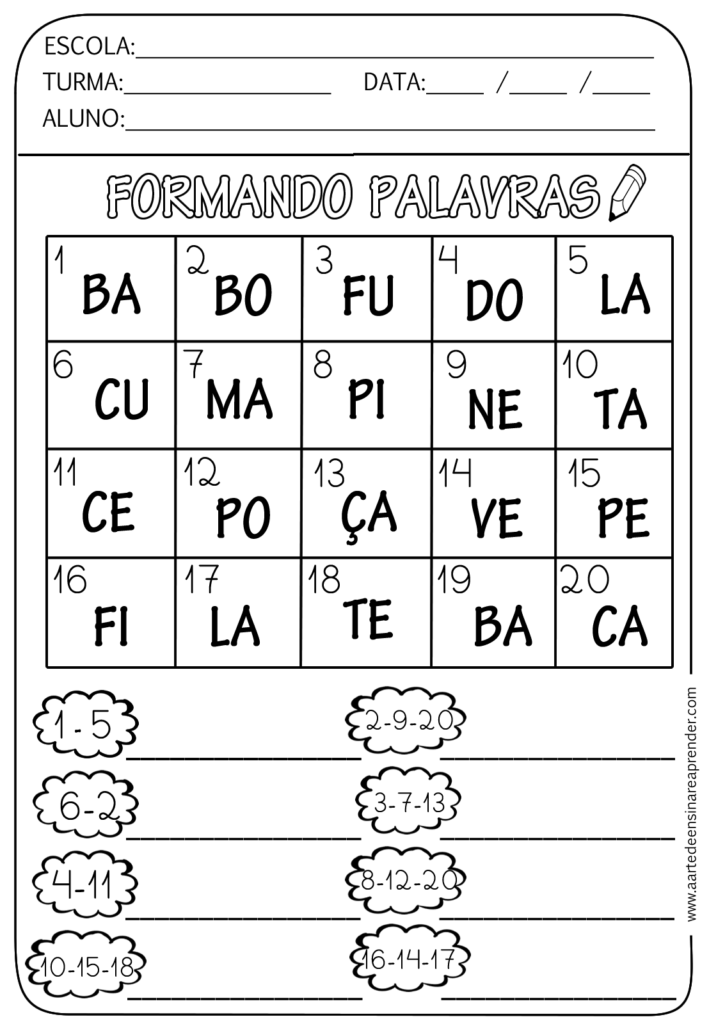 ESCOLA:
TURMA: DATA: / /
ALUNO:
FORMANDO PALAVRAS
1 BA 2 BO 3 FU 4 DO 5 LA
6 CU 7 MA 8 PI 9 NE 10 TA
11 CE 12 PO 13 ÇA 14 VE 15 PE
16 FI 17 LA 18 TE 19 BA 20 CA
1-5 2-9-20
6-2 3-7-13
4-11 8-12-20
10-15-18 16-14-17
www.aartedeensinareaprender.com